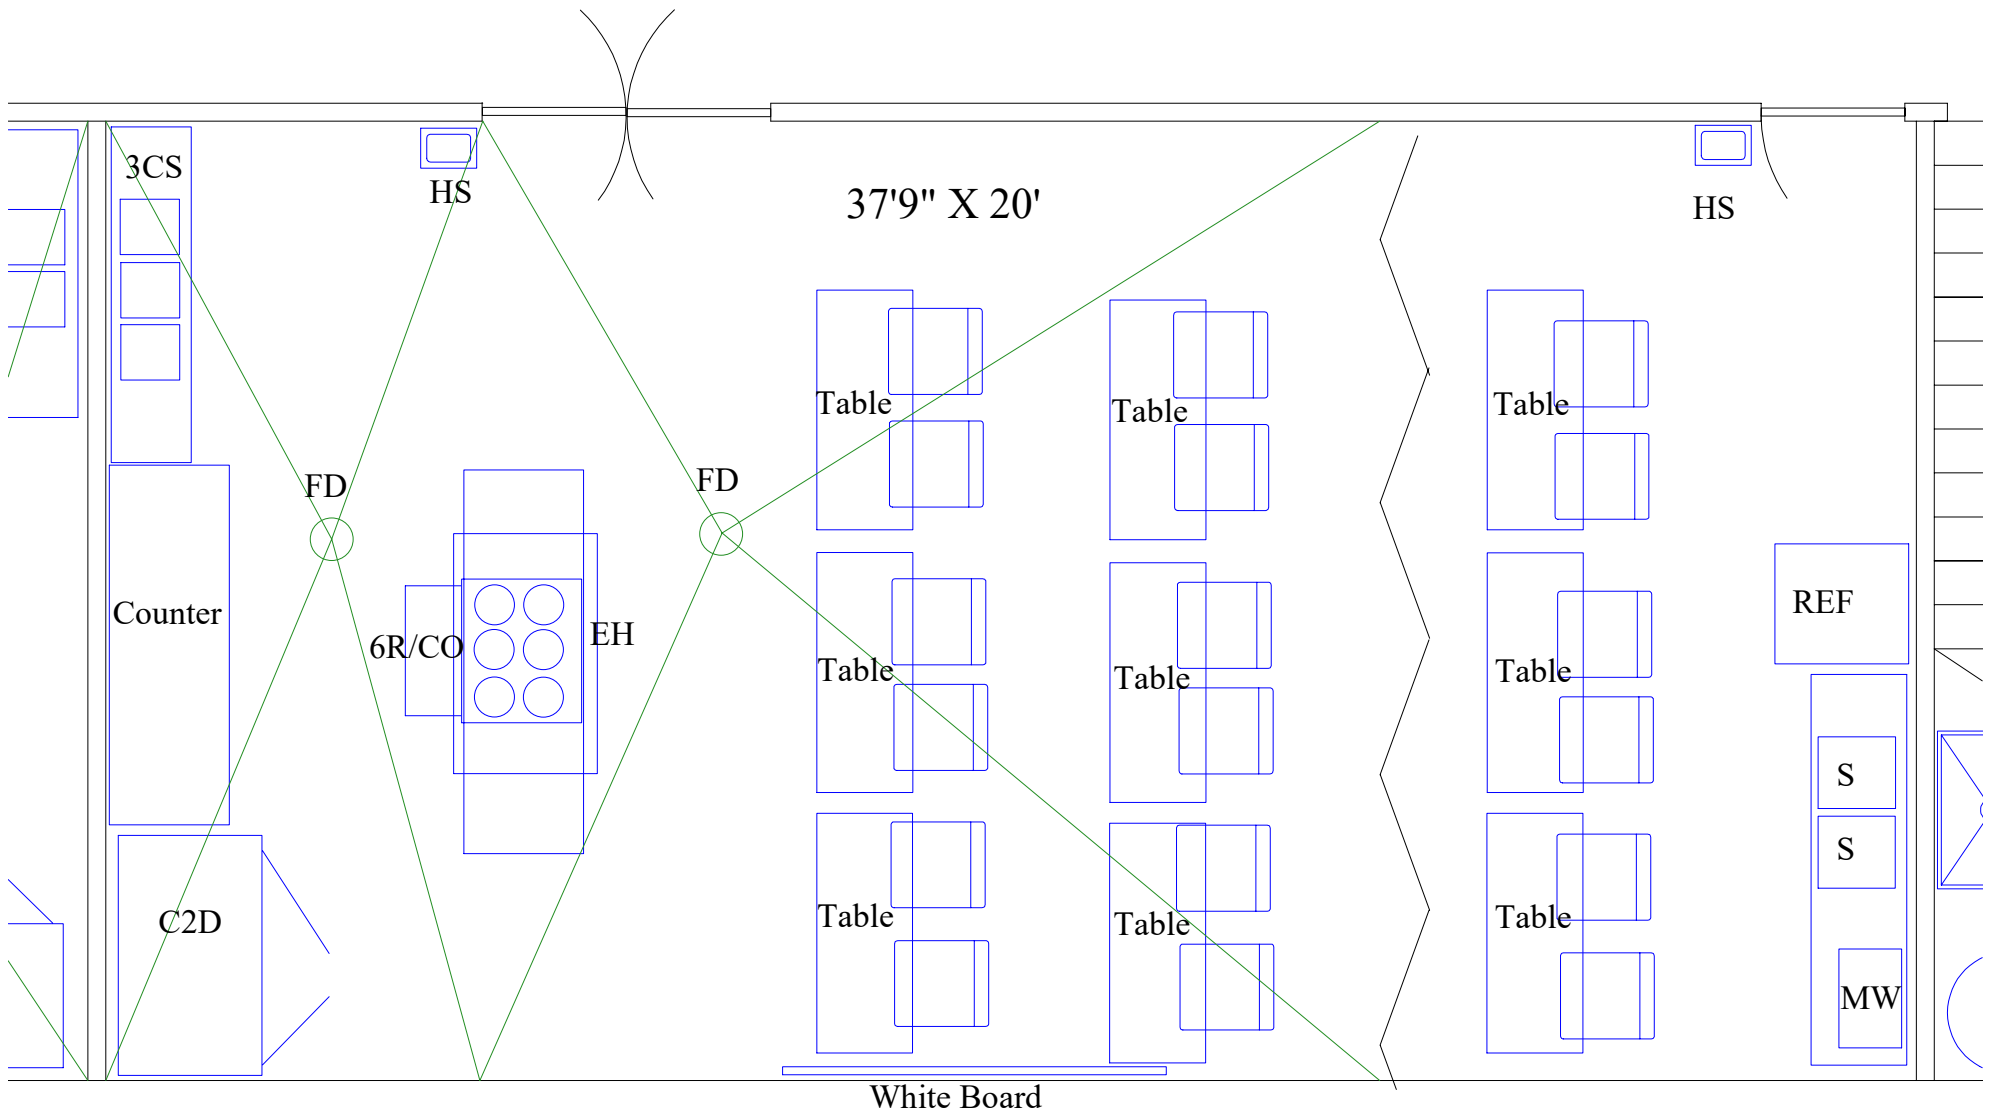 3CS
HS
37'9" X 20'
HS
Table
Table
Table
FD
FD
Counter
6R/CO
EH
REF
Table
Table
Table
S
S
C2D
Table
Table
Table
MW
White Board